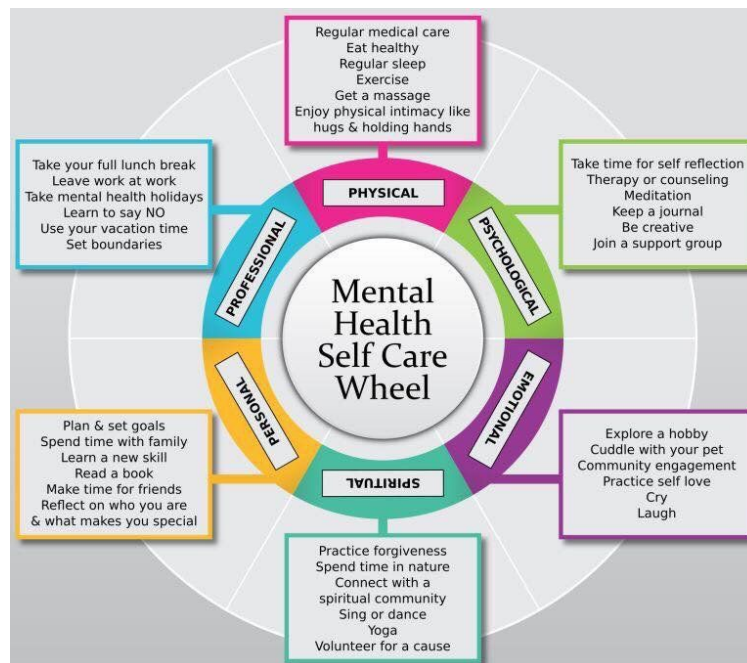 Mental
Health
Self Care
Wheel
PHYSICAL
Regular medical care
Eat healthy
Regular sleep
Exercise
Get a massage
Enjoy physical intimacy like
hugs & holding hands
PSYCHOLOGICAL
Take time for self reflection
Therapy or counseling
Meditation
Keep a journal
Be creative
Join a support group
EMOTIONAL
Explore a hobby
Cuddle with your pet
Community engagement
Practice self love
Cry
Laugh
SPIRITUAL
Practice forgiveness
Spend time in nature
Connect with a
spiritual community
Sing or dance
Yoga
Volunteer for a cause
PERSONAL
Plan & set goals
Spend time with family
Learn a new skill
Read a book
Make time for friends
Reflect on who you are
& what makes you special
PROFESSIONAL
Take your full lunch break
Leave work at work
Take mental health holidays
Learn to say NO
Use your vacation time
Set boundaries